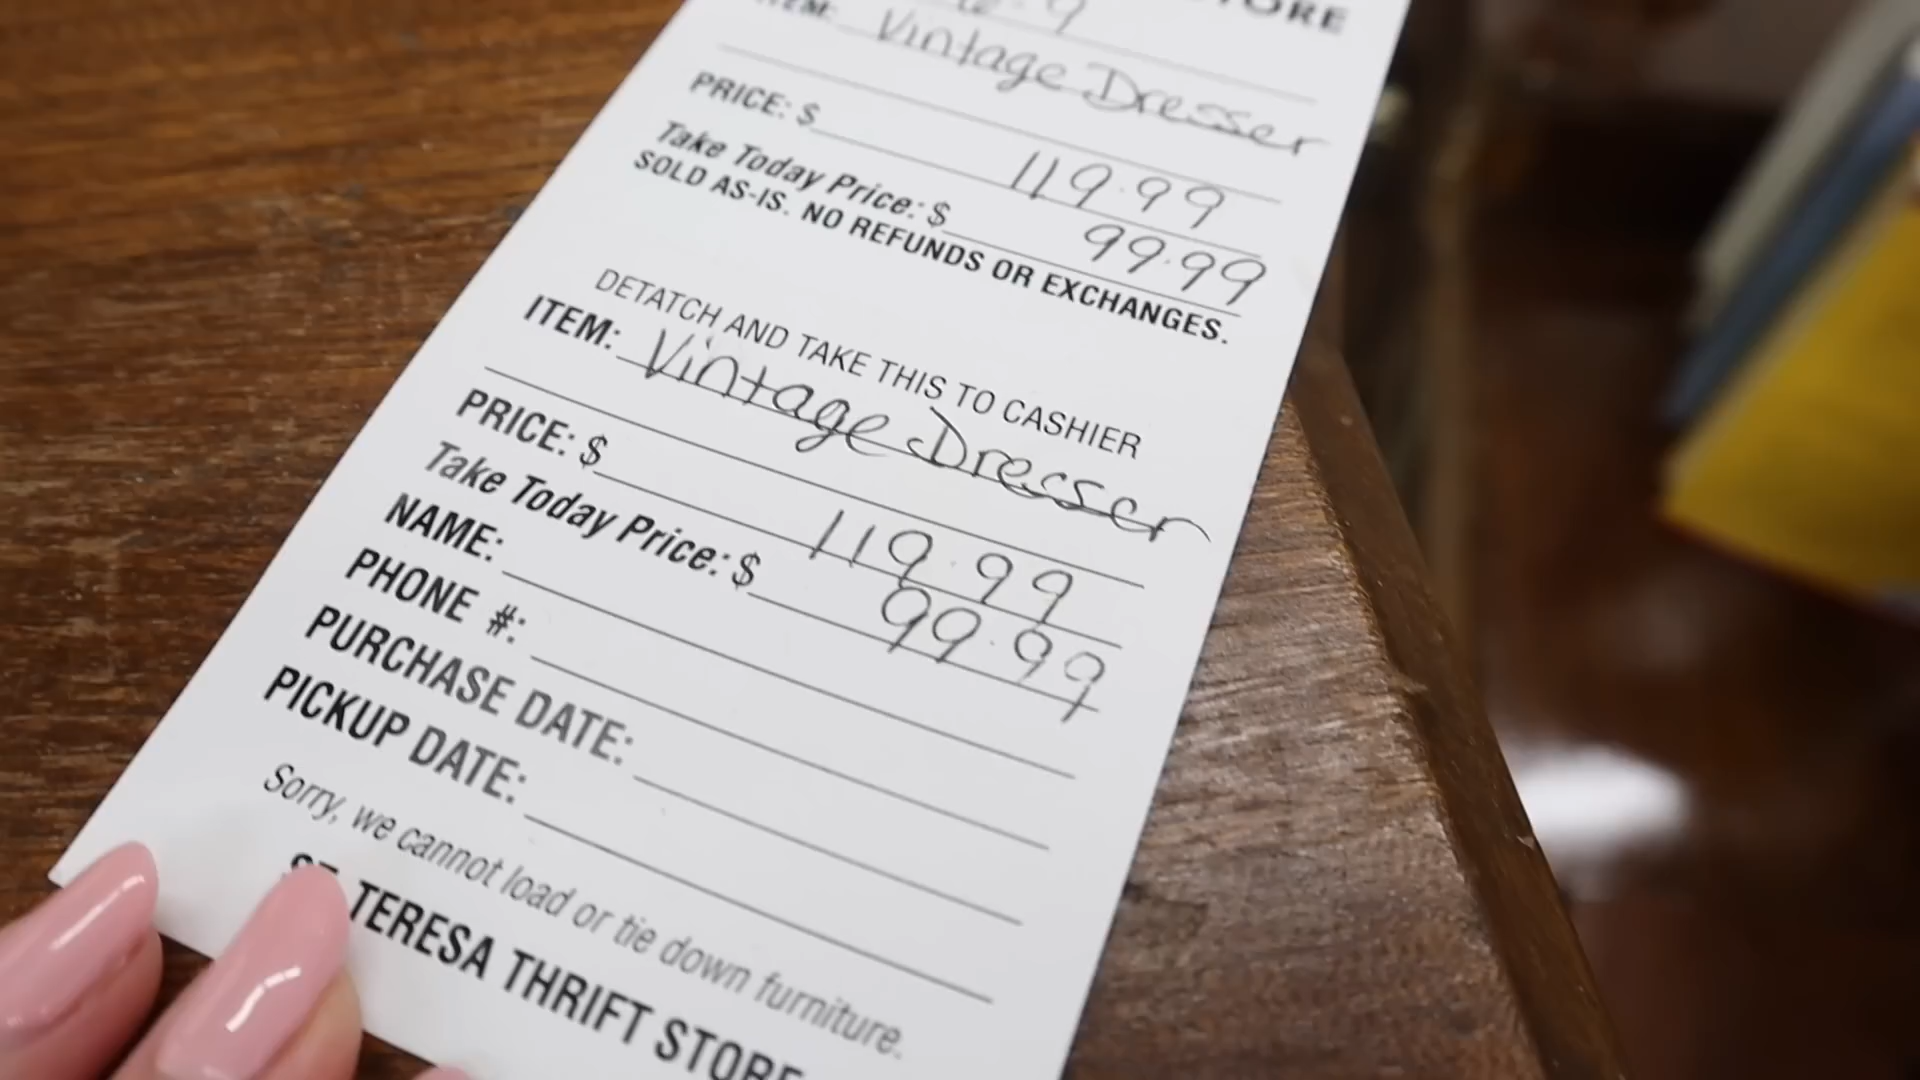 STORE
ITEM: Vintage Dresser
PRICE: $ 119.99
Take Today Price: $ 99.99
SOLD AS-IS. NO REFUNDS OR EXCHANGES.
DETATCH AND TAKE THIS TO CASHIER
ITEM: Vintage Dresser
PRICE: $ 119.99
Take Today Price: $ 99.99
NAME:
PHONE #:
PURCHASE DATE:
PICKUP DATE:
Sorry, we cannot load or tie down furniture.
ST. TERESA THRIFT STORE